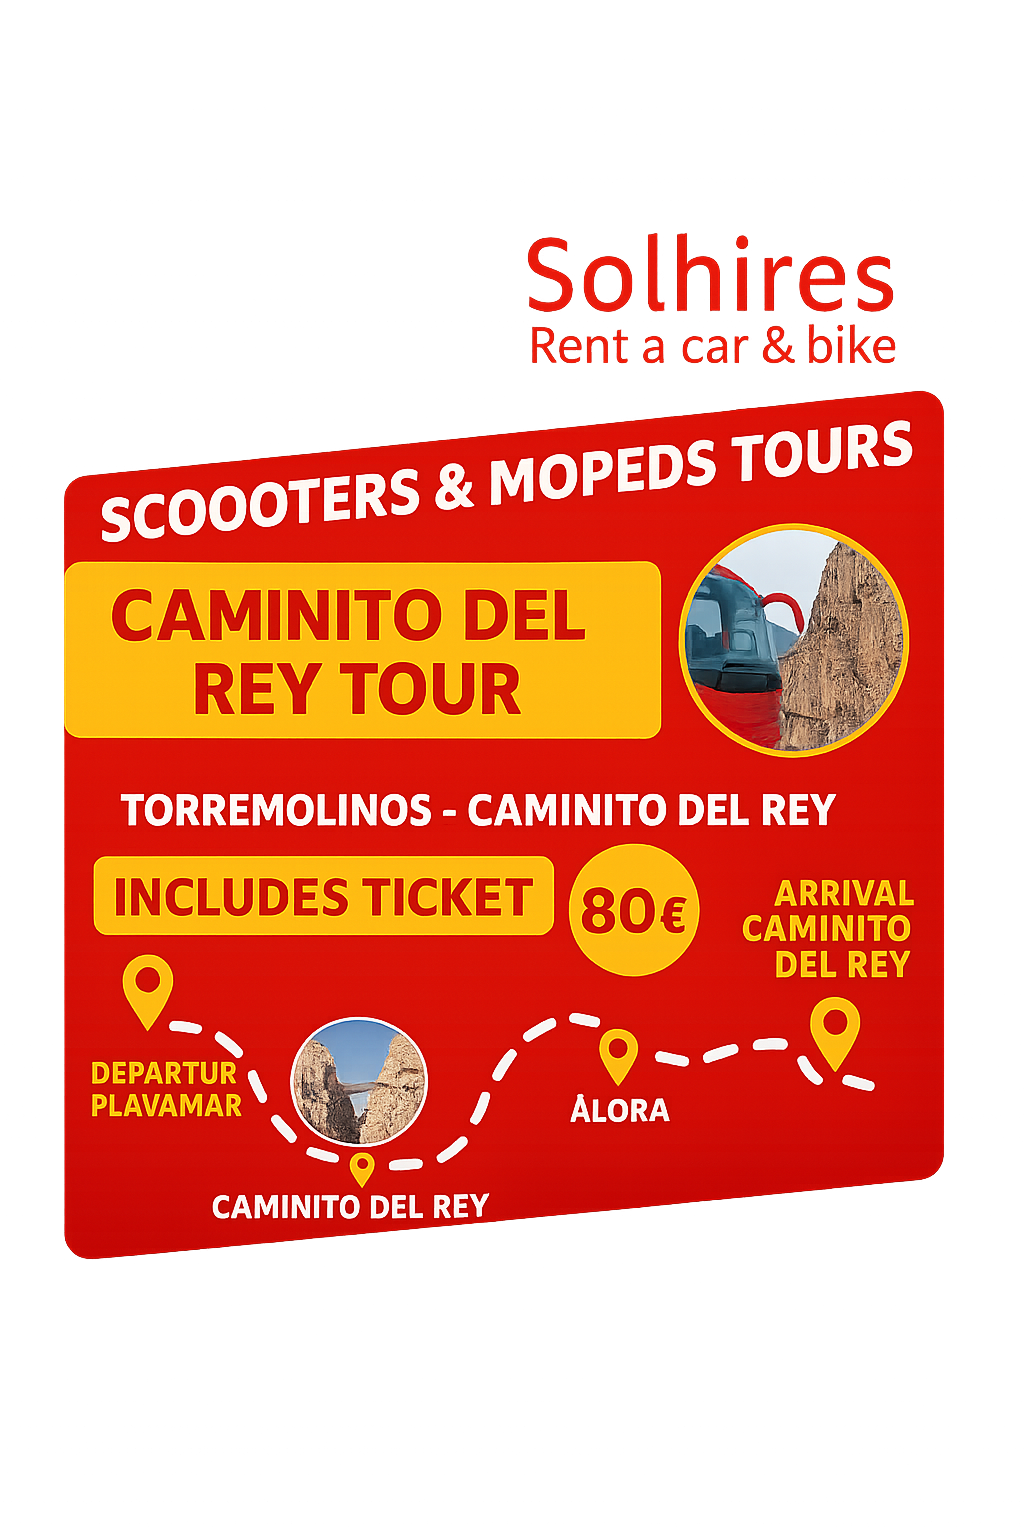 Solhires
Rent a car & bike
SCOOOTERS & MOPEDS TOURS
CAMINITO DEL
REY TOUR
TORREMOLINOS - CAMINITO DEL REY
INCLUDES TICKET
80€
ARRIVAL
CAMINITO
DEL REY
DEPARTUR
PLAVAMAR
ÀLORA
CAMINITO DEL REY